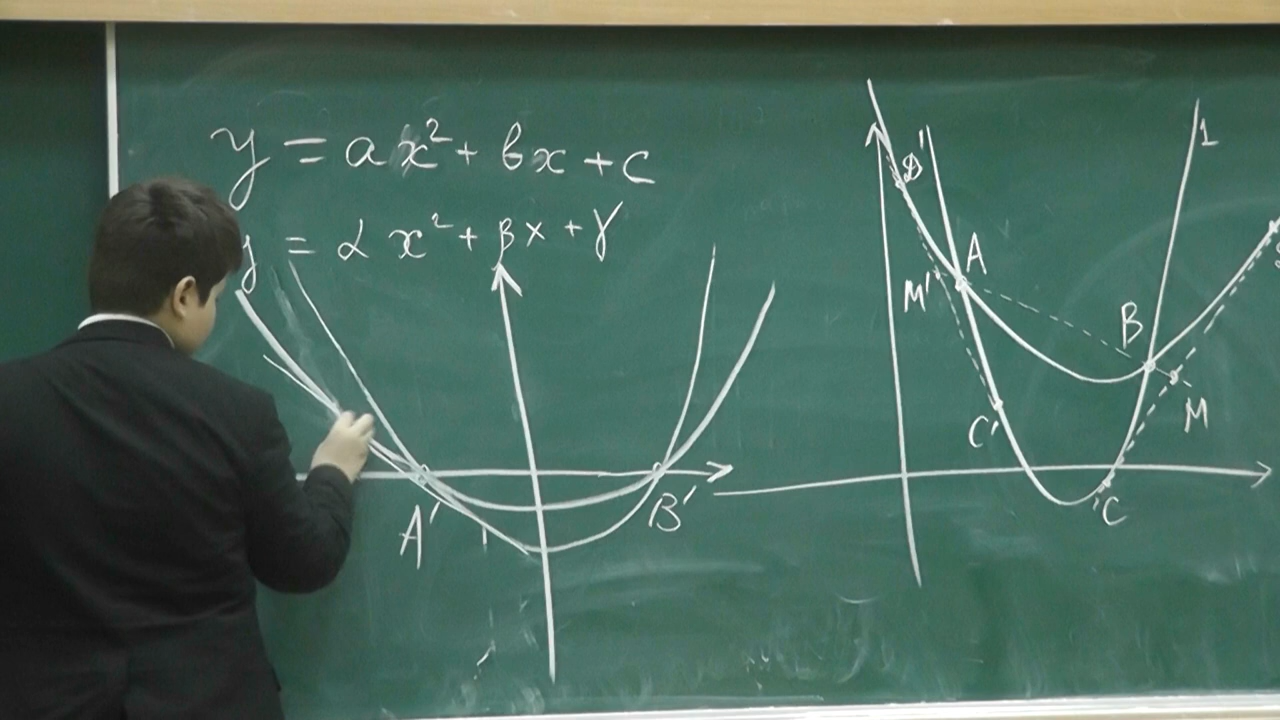 y = ax² + bx + c
y = αx² + βx + γ
A'
B'
D'
A
M'
B
1
M
C'
C